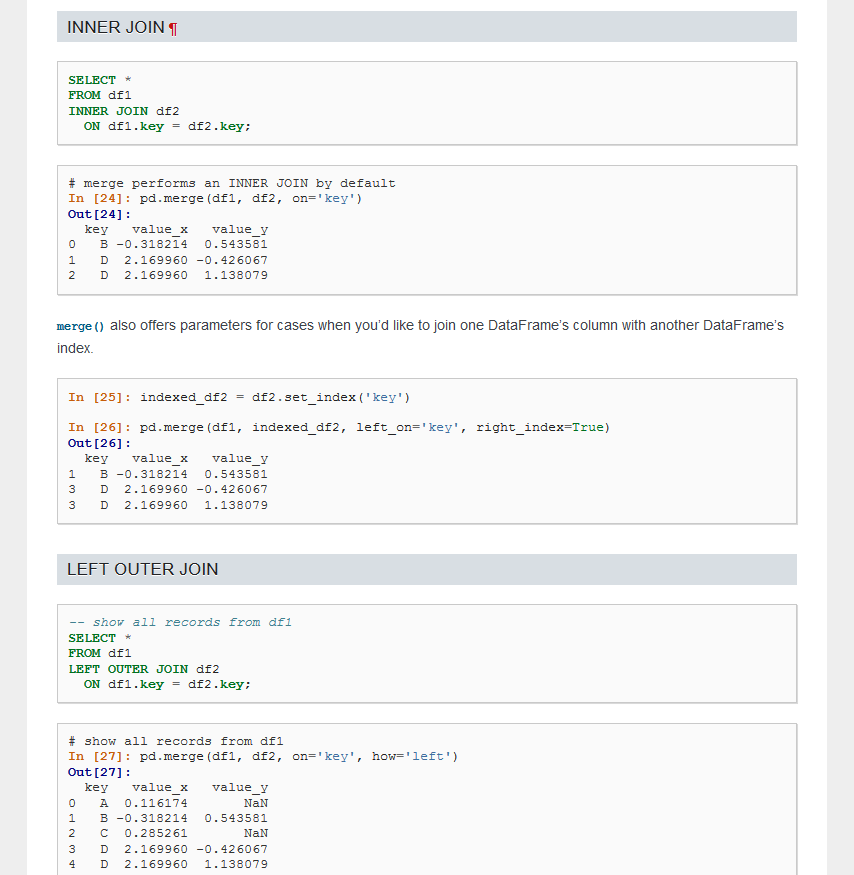 INNER JOIN ¶
SELECT *
FROM df1
INNER JOIN df2
  ON df1.key = df2.key;
# merge performs an INNER JOIN by default
In [24]: pd.merge(df1, df2, on='key')
Out[24]:
  key   value_x   value_y
0   B -0.318214  0.543581
1   D  2.169960 -0.426067
2   D  2.169960  1.138079
merge() also offers parameters for cases when you’d like to join one DataFrame’s column with another DataFrame’s
index.
In [25]: indexed_df2 = df2.set_index('key')
In [26]: pd.merge(df1, indexed_df2, left_on='key', right_index=True)
Out[26]:
  key   value_x   value_y
1   B -0.318214  0.543581
3   D  2.169960 -0.426067
3   D  2.169960  1.138079
LEFT OUTER JOIN
-- show all records from df1
SELECT *
FROM df1
LEFT OUTER JOIN df2
  ON df1.key = df2.key;
# show all records from df1
In [27]: pd.merge(df1, df2, on='key', how='left')
Out[27]:
  key   value_x   value_y
0   A  0.116174       NaN
1   B -0.318214  0.543581
2   C  0.285261       NaN
3   D  2.169960 -0.426067
4   D  2.169960  1.138079